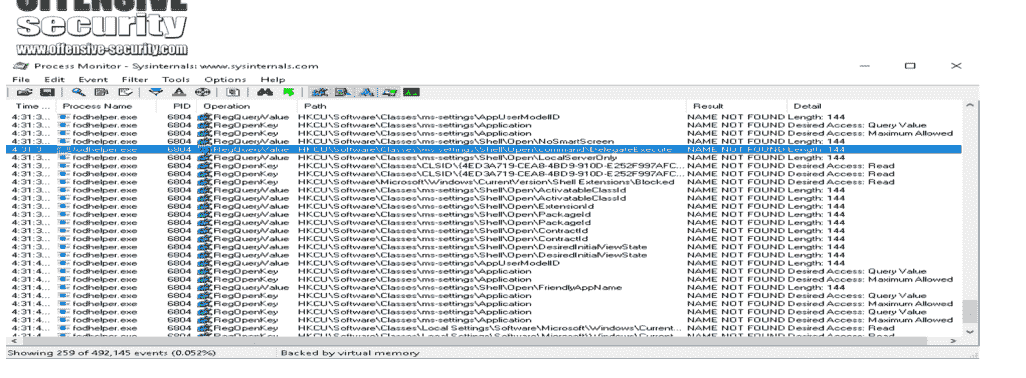 OFFENSIVE
security
www.offensive-security.com
Process Monitor - Sysinternals: www.sysinternals.com
File Edit Event Filter Tools Options Help
Time ... Process Name PID Operation Path Result Detail
4:31:3... fodhelper.exe 6804 RegQueryValue HKCU\Software\Classes\ms-settings\AppUserModelID NAME NOT FOUND Length: 144
4:31:3... fodhelper.exe 6804 RegOpenKey HKCU\Software\Classes\ms-settings\Application NAME NOT FOUND Desired Access: Query Value
4:31:3... fodhelper.exe 6804 RegOpenKey HKCU\Software\Classes\ms-settings\Application NAME NOT FOUND Desired Access: Maximum Allowed
4:31:3... fodhelper.exe 6804 RegQueryValue HKCU\Software\Classes\ms-settings\Shell\Open\NoSmartScreen NAME NOT FOUND Length: 144
4:31:3... fodhelper.exe 6804 RegQueryValue HKCU\Software\Classes\ms-settings\Shell\Open\Command\DelegateExecute NAME NOT FOUND Length: 144
4:31:3... fodhelper.exe 6804 RegQueryValue HKCU\Software\Classes\ms-settings\Shell\Open\LocalServerOnly NAME NOT FOUND Length: 144
4:31:3... fodhelper.exe 6804 RegOpenKey HKCU\Software\Classes\CLSID\{4ED3A719-CEA8-4BD9-910D-E252F997AFC... NAME NOT FOUND Desired Access: Read
4:31:3... fodhelper.exe 6804 RegOpenKey HKCU\Software\Classes\CLSID\{4ED3A719-CEA8-4BD9-910D-E252F997AFC... NAME NOT FOUND Desired Access: Read
4:31:3... fodhelper.exe 6804 RegOpenKey HKCU\Software\Microsoft\Windows\CurrentVersion\Shell Extensions\Blocked NAME NOT FOUND Desired Access: Read
4:31:3... fodhelper.exe 6804 RegQueryValue HKCU\Software\Classes\ms-settings\Shell\Open\ActivatableClassId NAME NOT FOUND Length: 144
4:31:3... fodhelper.exe 6804 RegQueryValue HKCU\Software\Classes\ms-settings\Shell\Open\ActivatableClassId NAME NOT FOUND Length: 144
4:31:3... fodhelper.exe 6804 RegQueryValue HKCU\Software\Classes\ms-settings\Shell\Open\ExtensionId NAME NOT FOUND Length: 144
4:31:3... fodhelper.exe 6804 RegQueryValue HKCU\Software\Classes\ms-settings\Shell\Open\PackageId NAME NOT FOUND Length: 144
4:31:3... fodhelper.exe 6804 RegQueryValue HKCU\Software\Classes\ms-settings\Shell\Open\PackageId NAME NOT FOUND Length: 144
4:31:3... fodhelper.exe 6804 RegQueryValue HKCU\Software\Classes\ms-settings\Shell\Open\ContractId NAME NOT FOUND Length: 144
4:31:3... fodhelper.exe 6804 RegQueryValue HKCU\Software\Classes\ms-settings\Shell\Open\ContractId NAME NOT FOUND Length: 144
4:31:3... fodhelper.exe 6804 RegQueryValue HKCU\Software\Classes\ms-settings\Shell\Open\DesiredInitialViewState NAME NOT FOUND Length: 144
4:31:3... fodhelper.exe 6804 RegQueryValue HKCU\Software\Classes\ms-settings\Shell\Open\DesiredInitialViewState NAME NOT FOUND Length: 144
4:31:4... fodhelper.exe 6804 RegQueryValue HKCU\Software\Classes\ms-settings\AppUserModelID NAME NOT FOUND Length: 144
4:31:4... fodhelper.exe 6804 RegOpenKey HKCU\Software\Classes\ms-settings\Application NAME NOT FOUND Desired Access: Query Value
4:31:4... fodhelper.exe 6804 RegOpenKey HKCU\Software\Classes\ms-settings\Application NAME NOT FOUND Desired Access: Maximum Allowed
4:31:4... fodhelper.exe 6804 RegQueryValue HKCU\Software\Classes\ms-settings\Shell\Open\FriendlyAppName NAME NOT FOUND Length: 144
4:31:4... fodhelper.exe 6804 RegOpenKey HKCU\Software\Classes\ms-settings\Application NAME NOT FOUND Desired Access: Query Value
4:31:4... fodhelper.exe 6804 RegOpenKey HKCU\Software\Classes\ms-settings\Application NAME NOT FOUND Desired Access: Maximum Allowed
4:31:4... fodhelper.exe 6804 RegOpenKey HKCU\Software\Classes\ms-settings\Application NAME NOT FOUND Desired Access: Query Value
4:31:4... fodhelper.exe 6804 RegOpenKey HKCU\Software\Classes\ms-settings\Application NAME NOT FOUND Desired Access: Maximum Allowed
4:31:4... fodhelper.exe 6804 RegOpenKey HKCU\Software\Classes\Local Settings\Software\Microsoft\Windows\Current... NAME NOT FOUND Desired Access: Read
Showing 259 of 492,145 events (0.052%) Backed by virtual memory